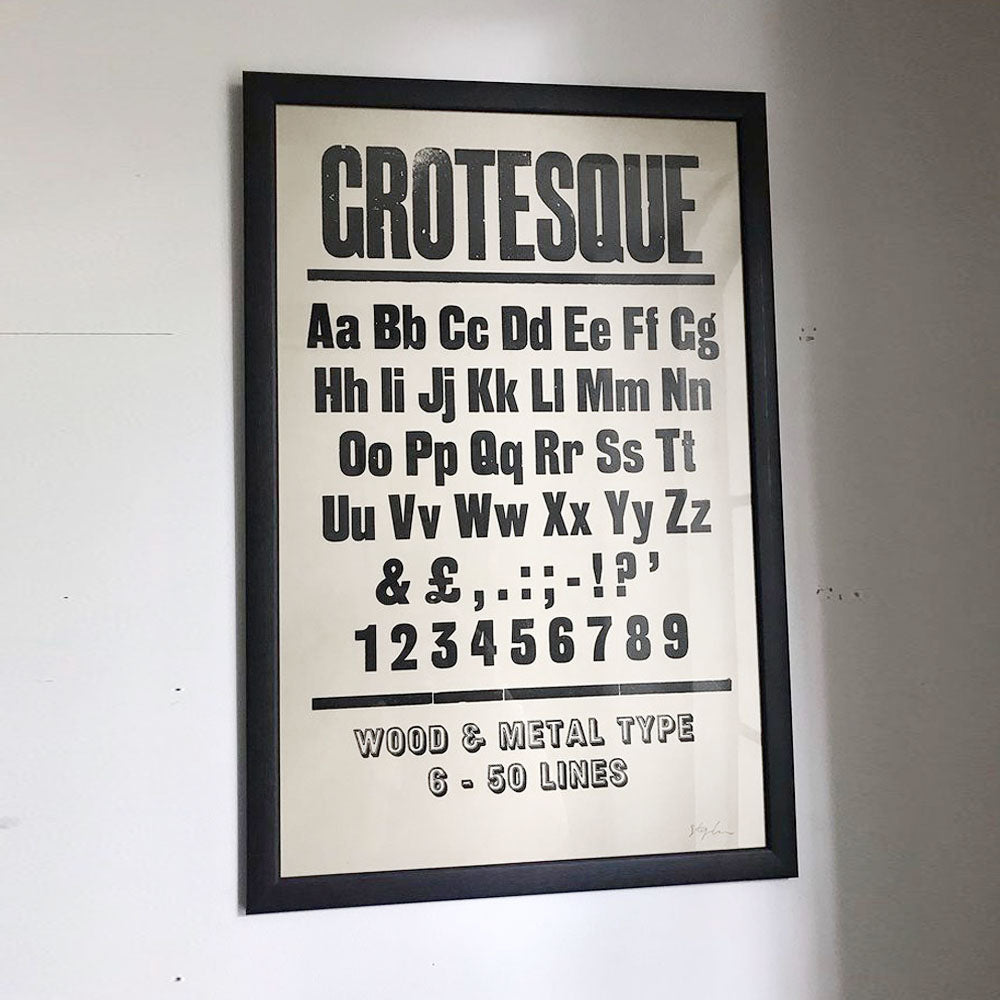 GROTESQUE
Aa Bb Cc Dd Ee Ff Gg
Hh Ii Jj Kk Ll Mm Nn
Oo Pp Qq Rr Ss Tt
Uu Vv Ww Xx Yy Zz
& £ , . : ; - ! ? ’
123456789
WOOD & METAL TYPE
6 - 50 LINES